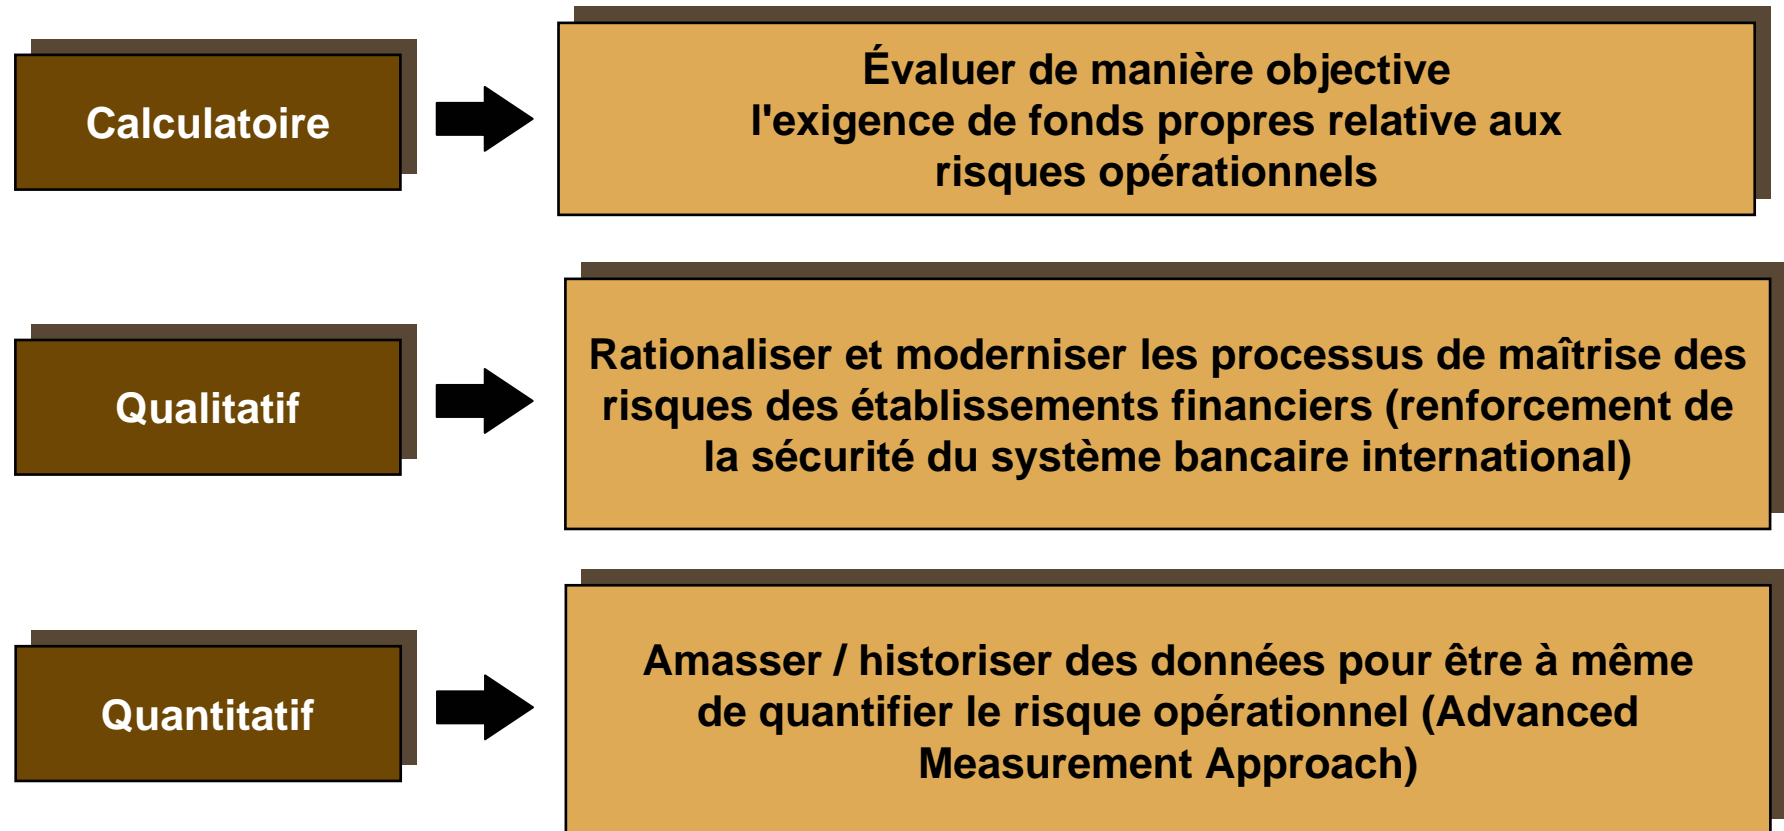 Calculatoire
Évaluer de manière objective
l'exigence de fonds propres relative aux
risques opérationnels
Qualitatif
Rationaliser et moderniser les processus de maîtrise des
risques des établissements financiers (renforcement de
la sécurité du système bancaire international)
Quantitatif
Amasser / historiser des données pour être à même
de quantifier le risque opérationnel (Advanced
Measurement Approach)